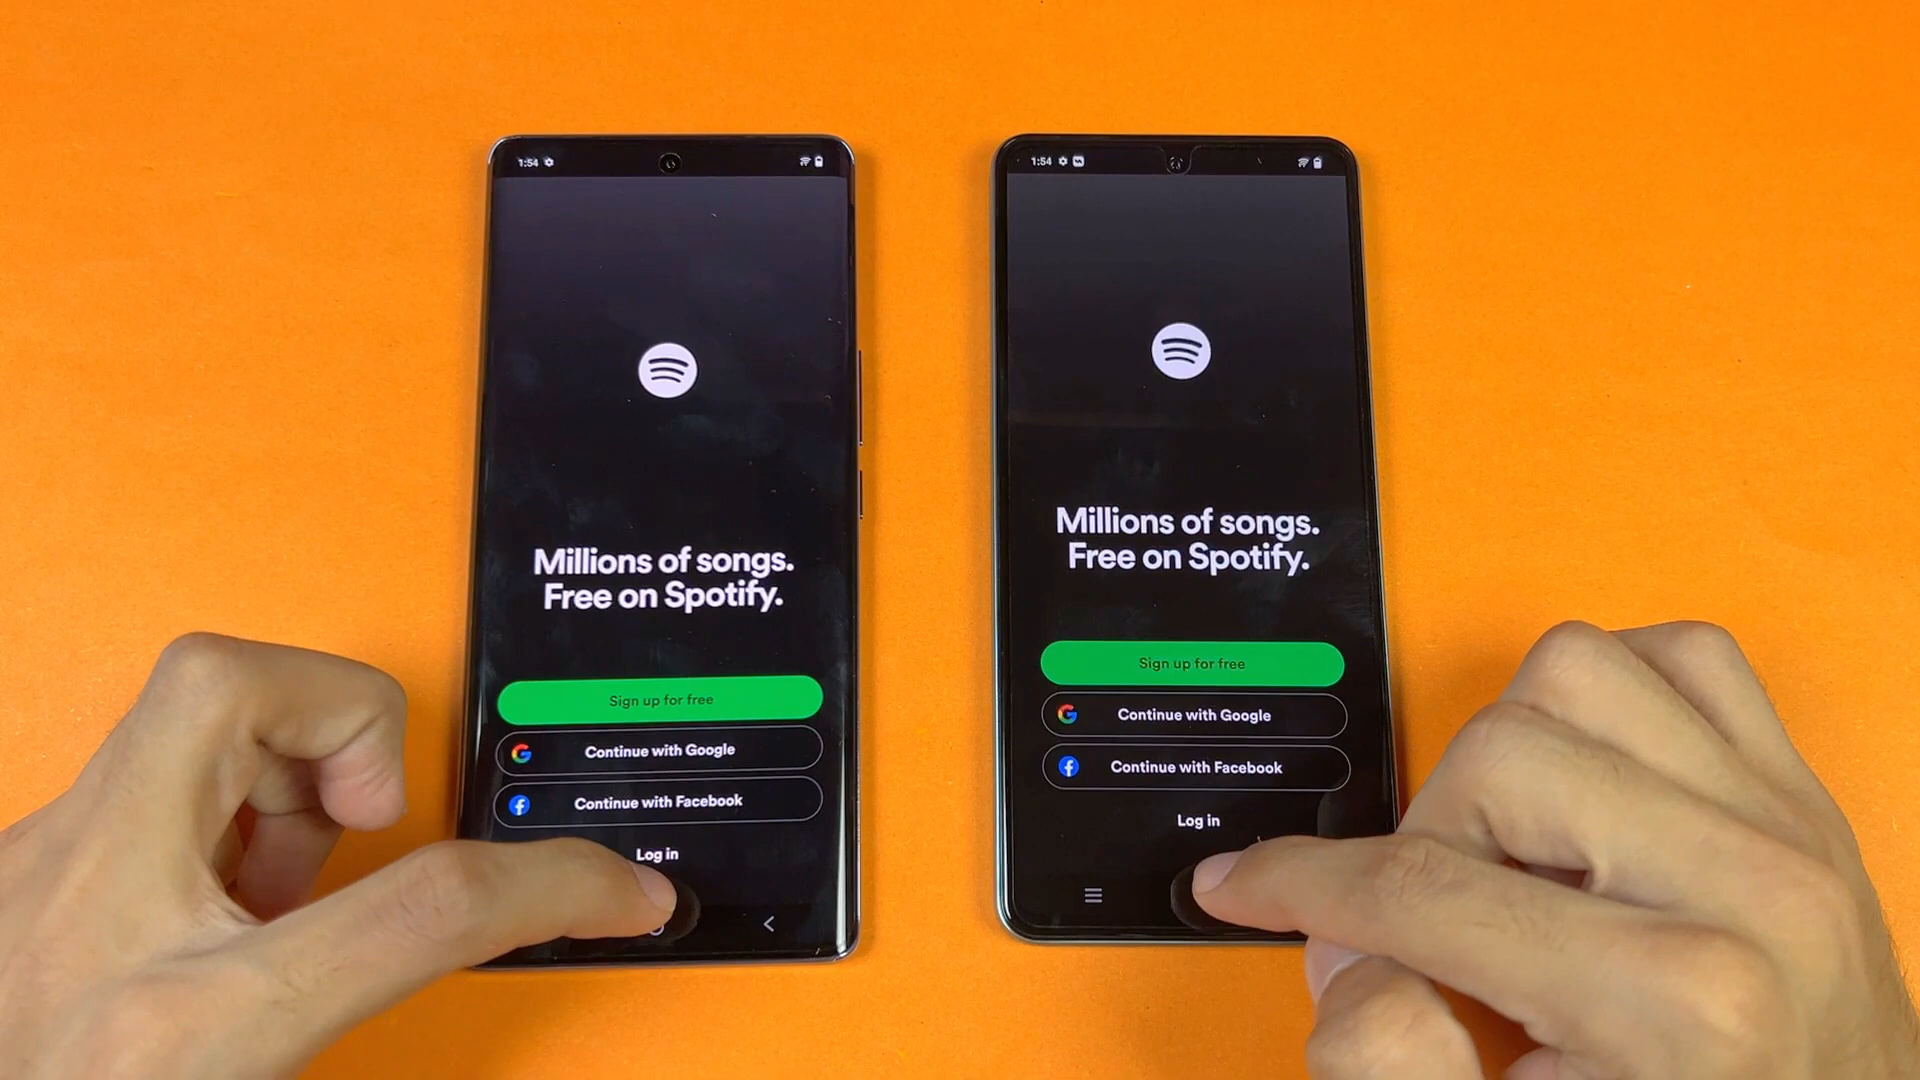 1:54
Millions of songs.
Free on Spotify.
Sign up for free
Continue with Google
Continue with Facebook
Log in
1:54
Millions of songs.
Free on Spotify.
Sign up for free
Continue with Google
Continue with Facebook
Log in